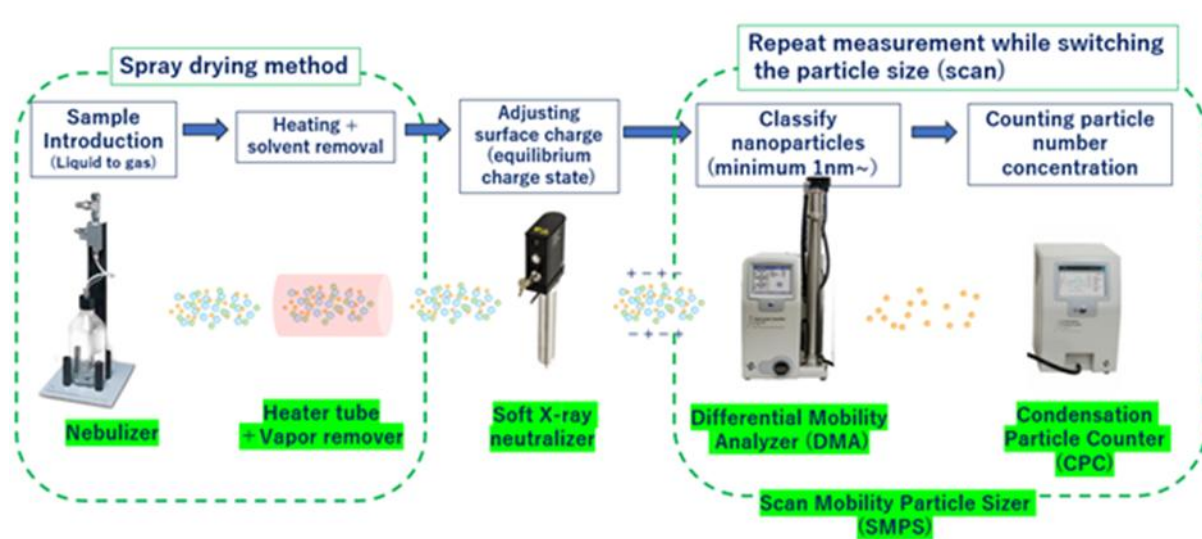 Spray drying method
Repeat measurement while switching
the particle size (scan)
Sample
Introduction
(Liquid to gas)
Heating +
solvent removal
Adjusting
surface charge
(equilibrium
charge state)
Classify
nanoparticles
(minimum 1nm~)
Counting particle
number
concentration
+ - + -
- + - +
Nebulizer
Heater tube
+Vapor remover
Soft X-ray
neutralizer
Differential Mobility
Analyzer (DMA)
Condensation
Particle Counter
(CPC)
Scan Mobility Particle Sizer
(SMPS)